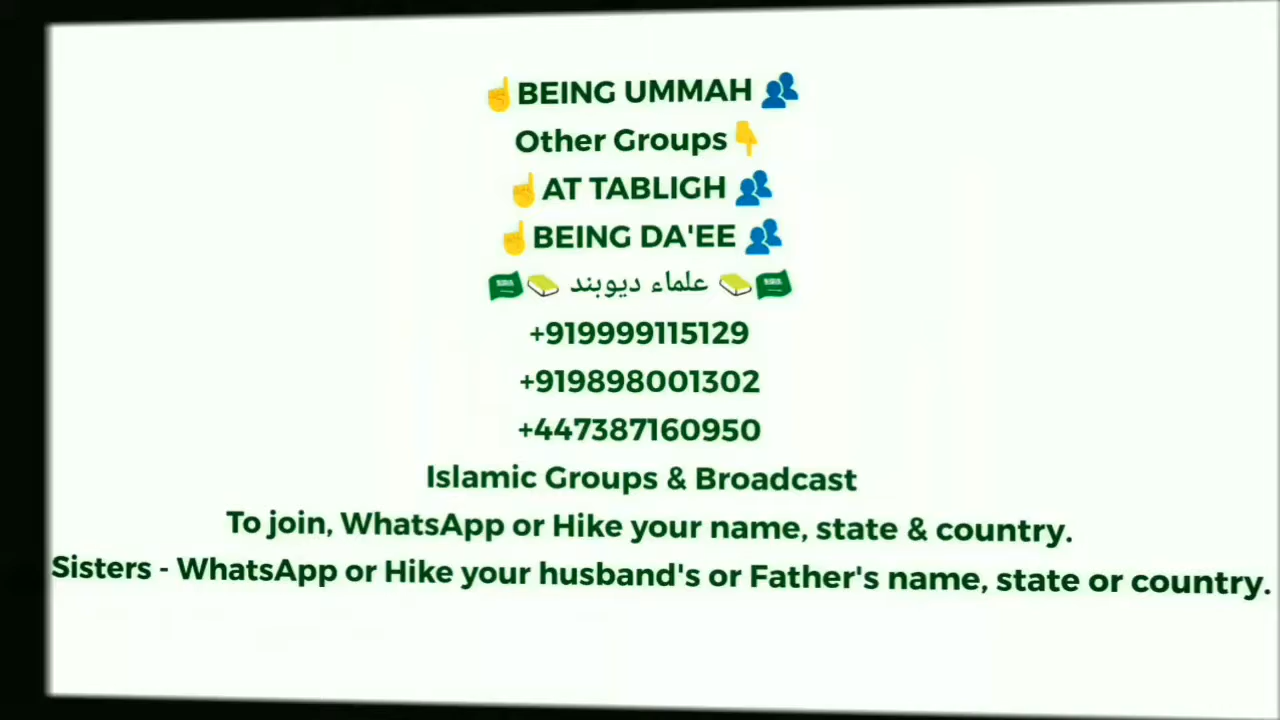 ☝BEING UMMAH 👥
Other Groups👇
☝AT TABLIGH 👥
☝BEING DA'EE 👥
🇸🇦📒 علماء ديوبند 📒🇸🇦
+919999115129
+919898001302
+447387160950
Islamic Groups & Broadcast
To join, WhatsApp or Hike your name, state & country.
Sisters - WhatsApp or Hike your husband's or Father's name, state or country.